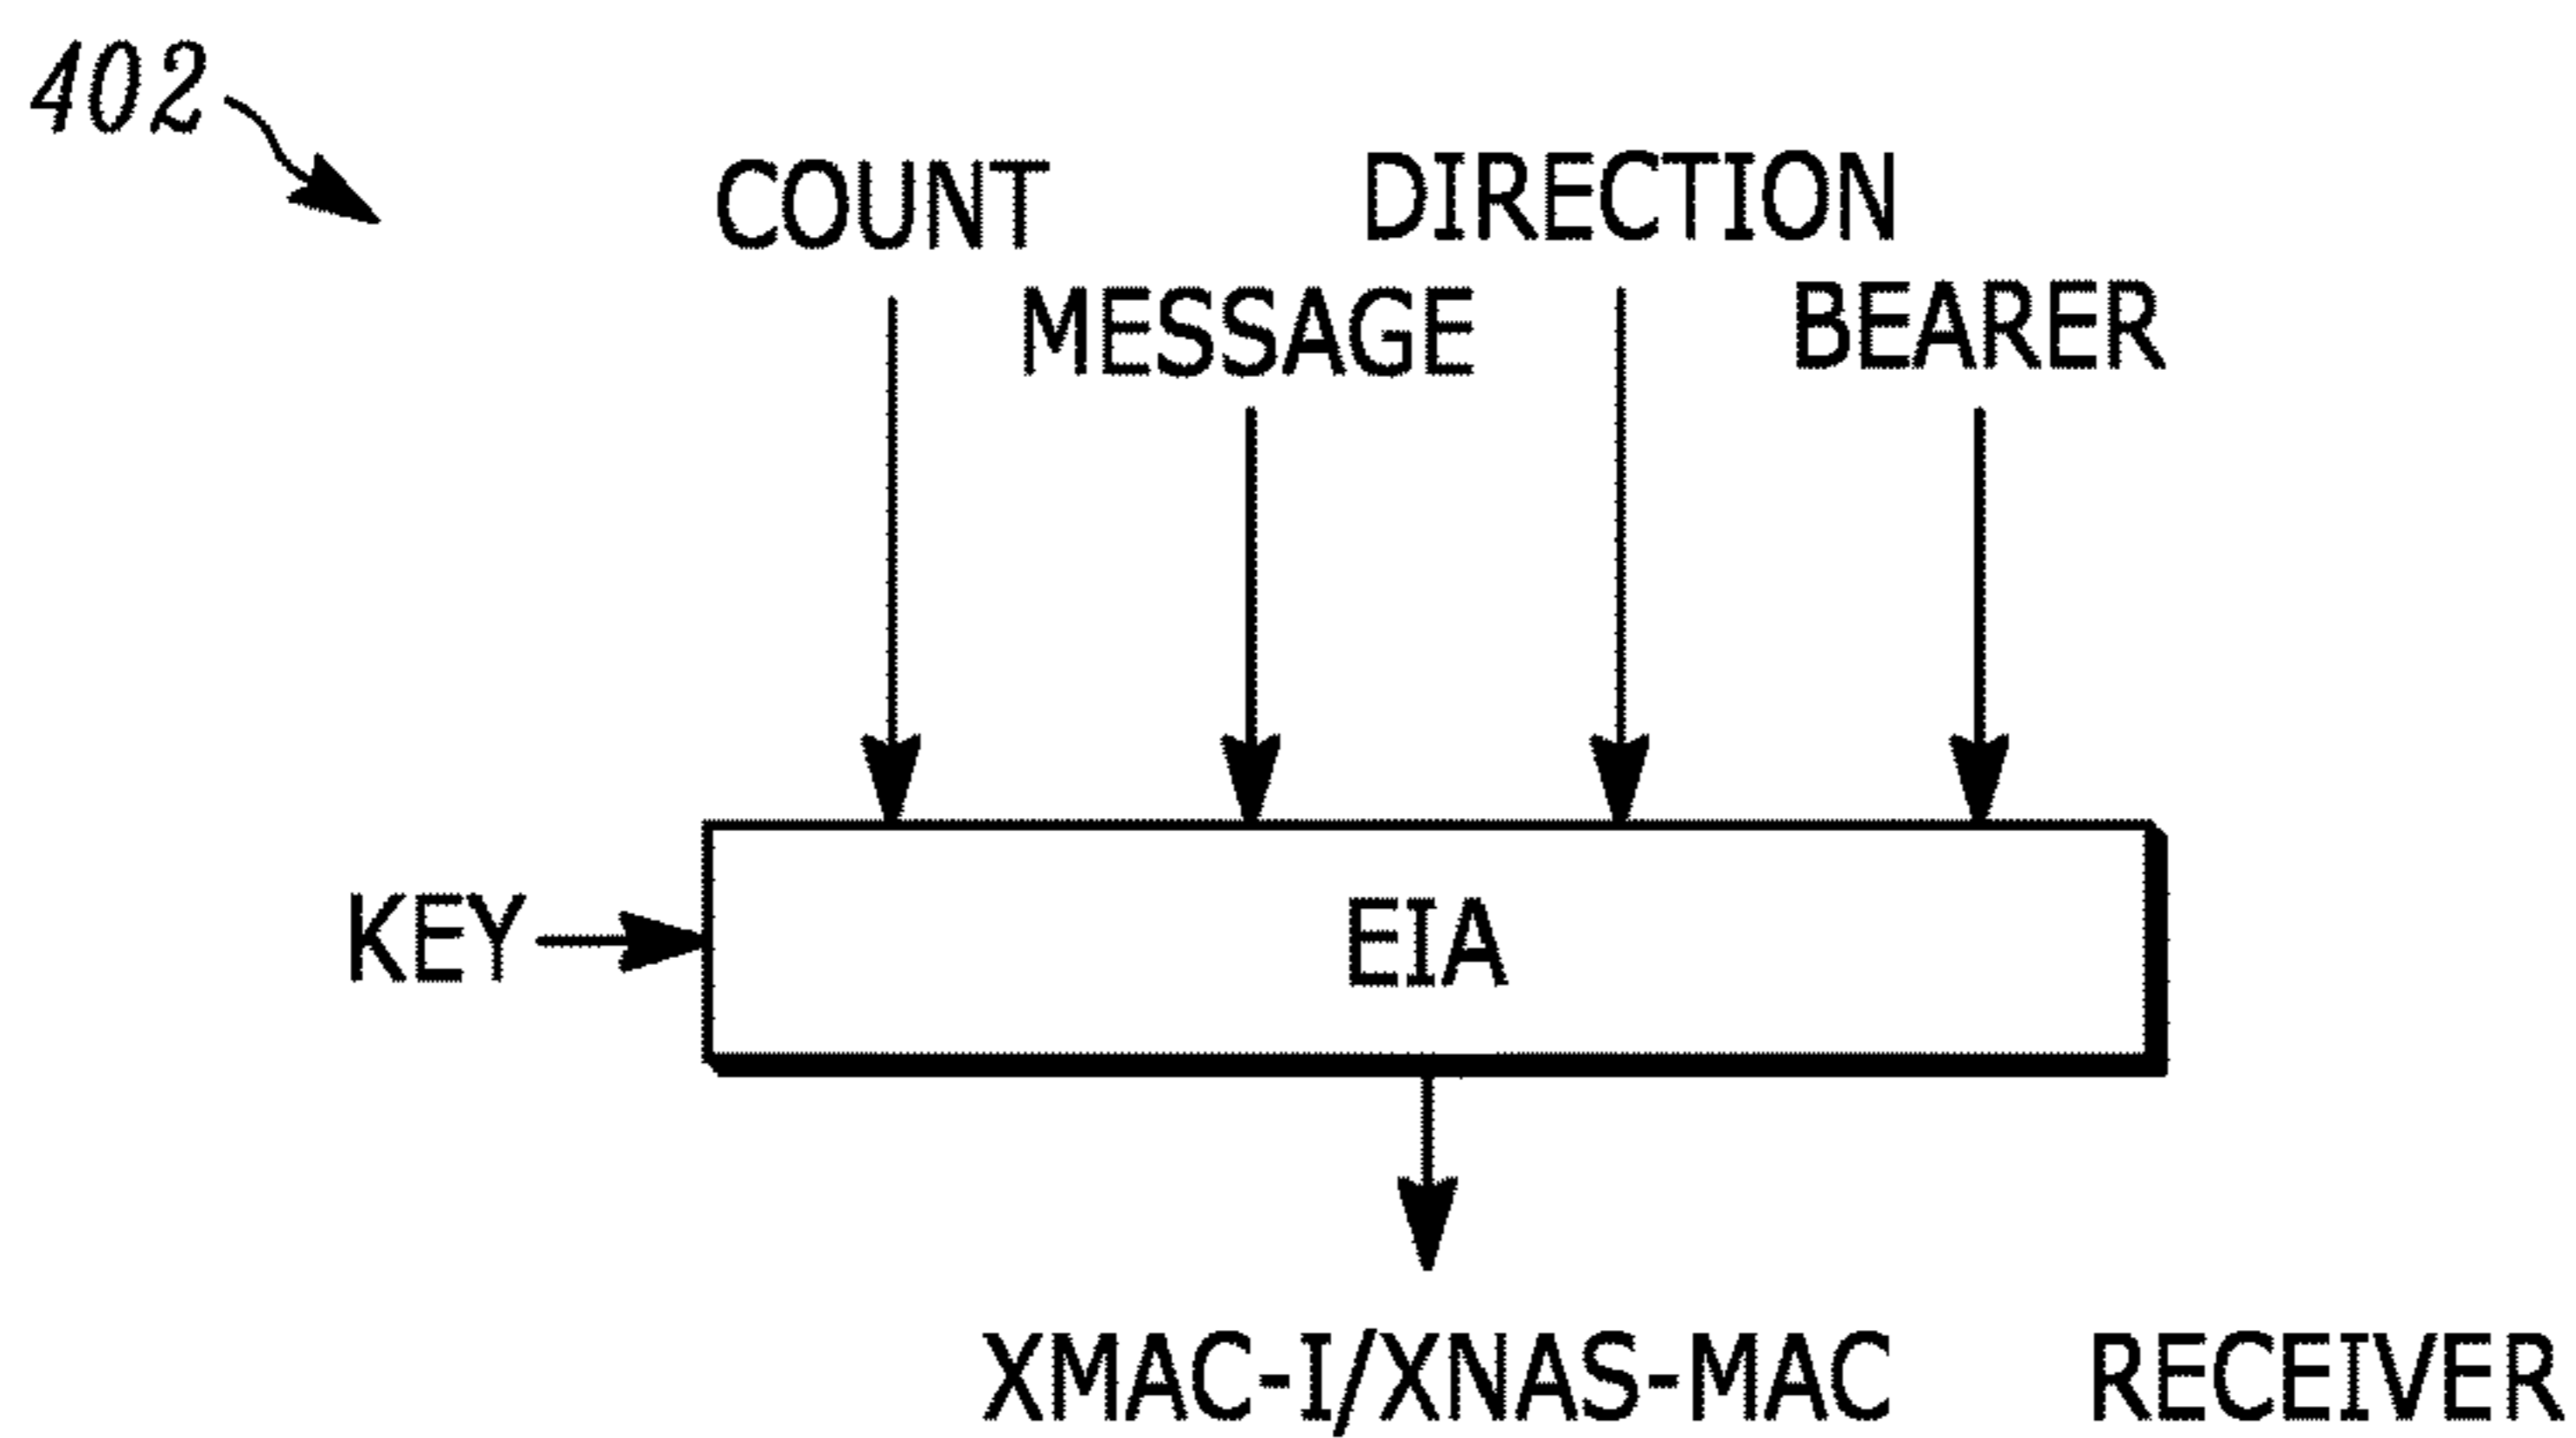 402
COUNT
DIRECTION
MESSAGE
BEARER
KEY
EIA
XMAC-I/XNAS-MAC
RECEIVER